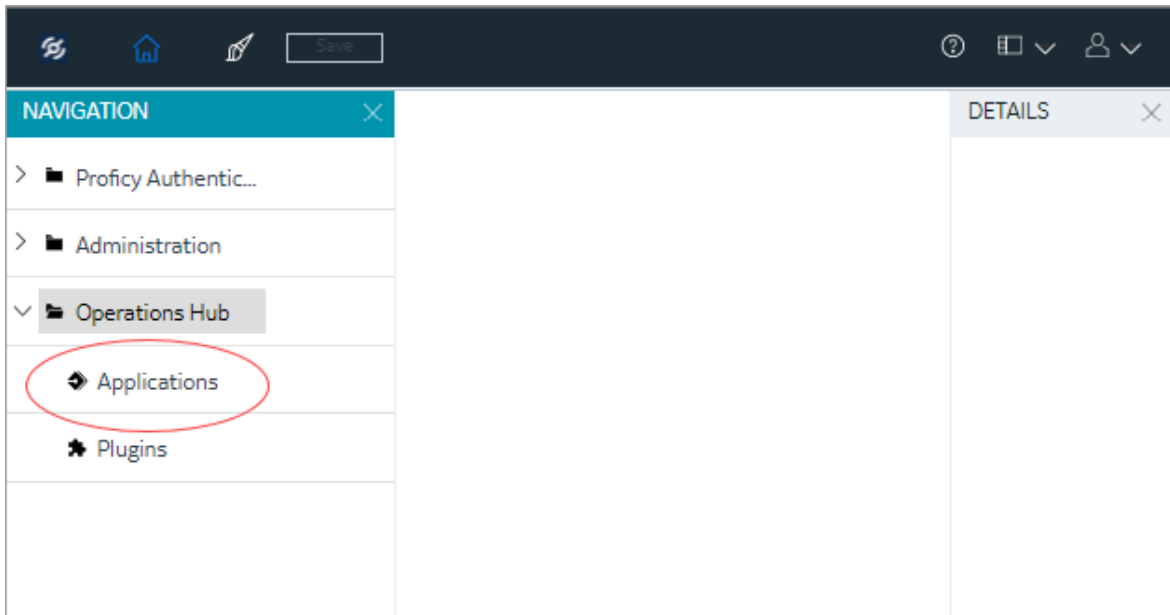 Save
NAVIGATION
DETAILS
Proficy Authentic...
Administration
Operations Hub
Applications
Plugins